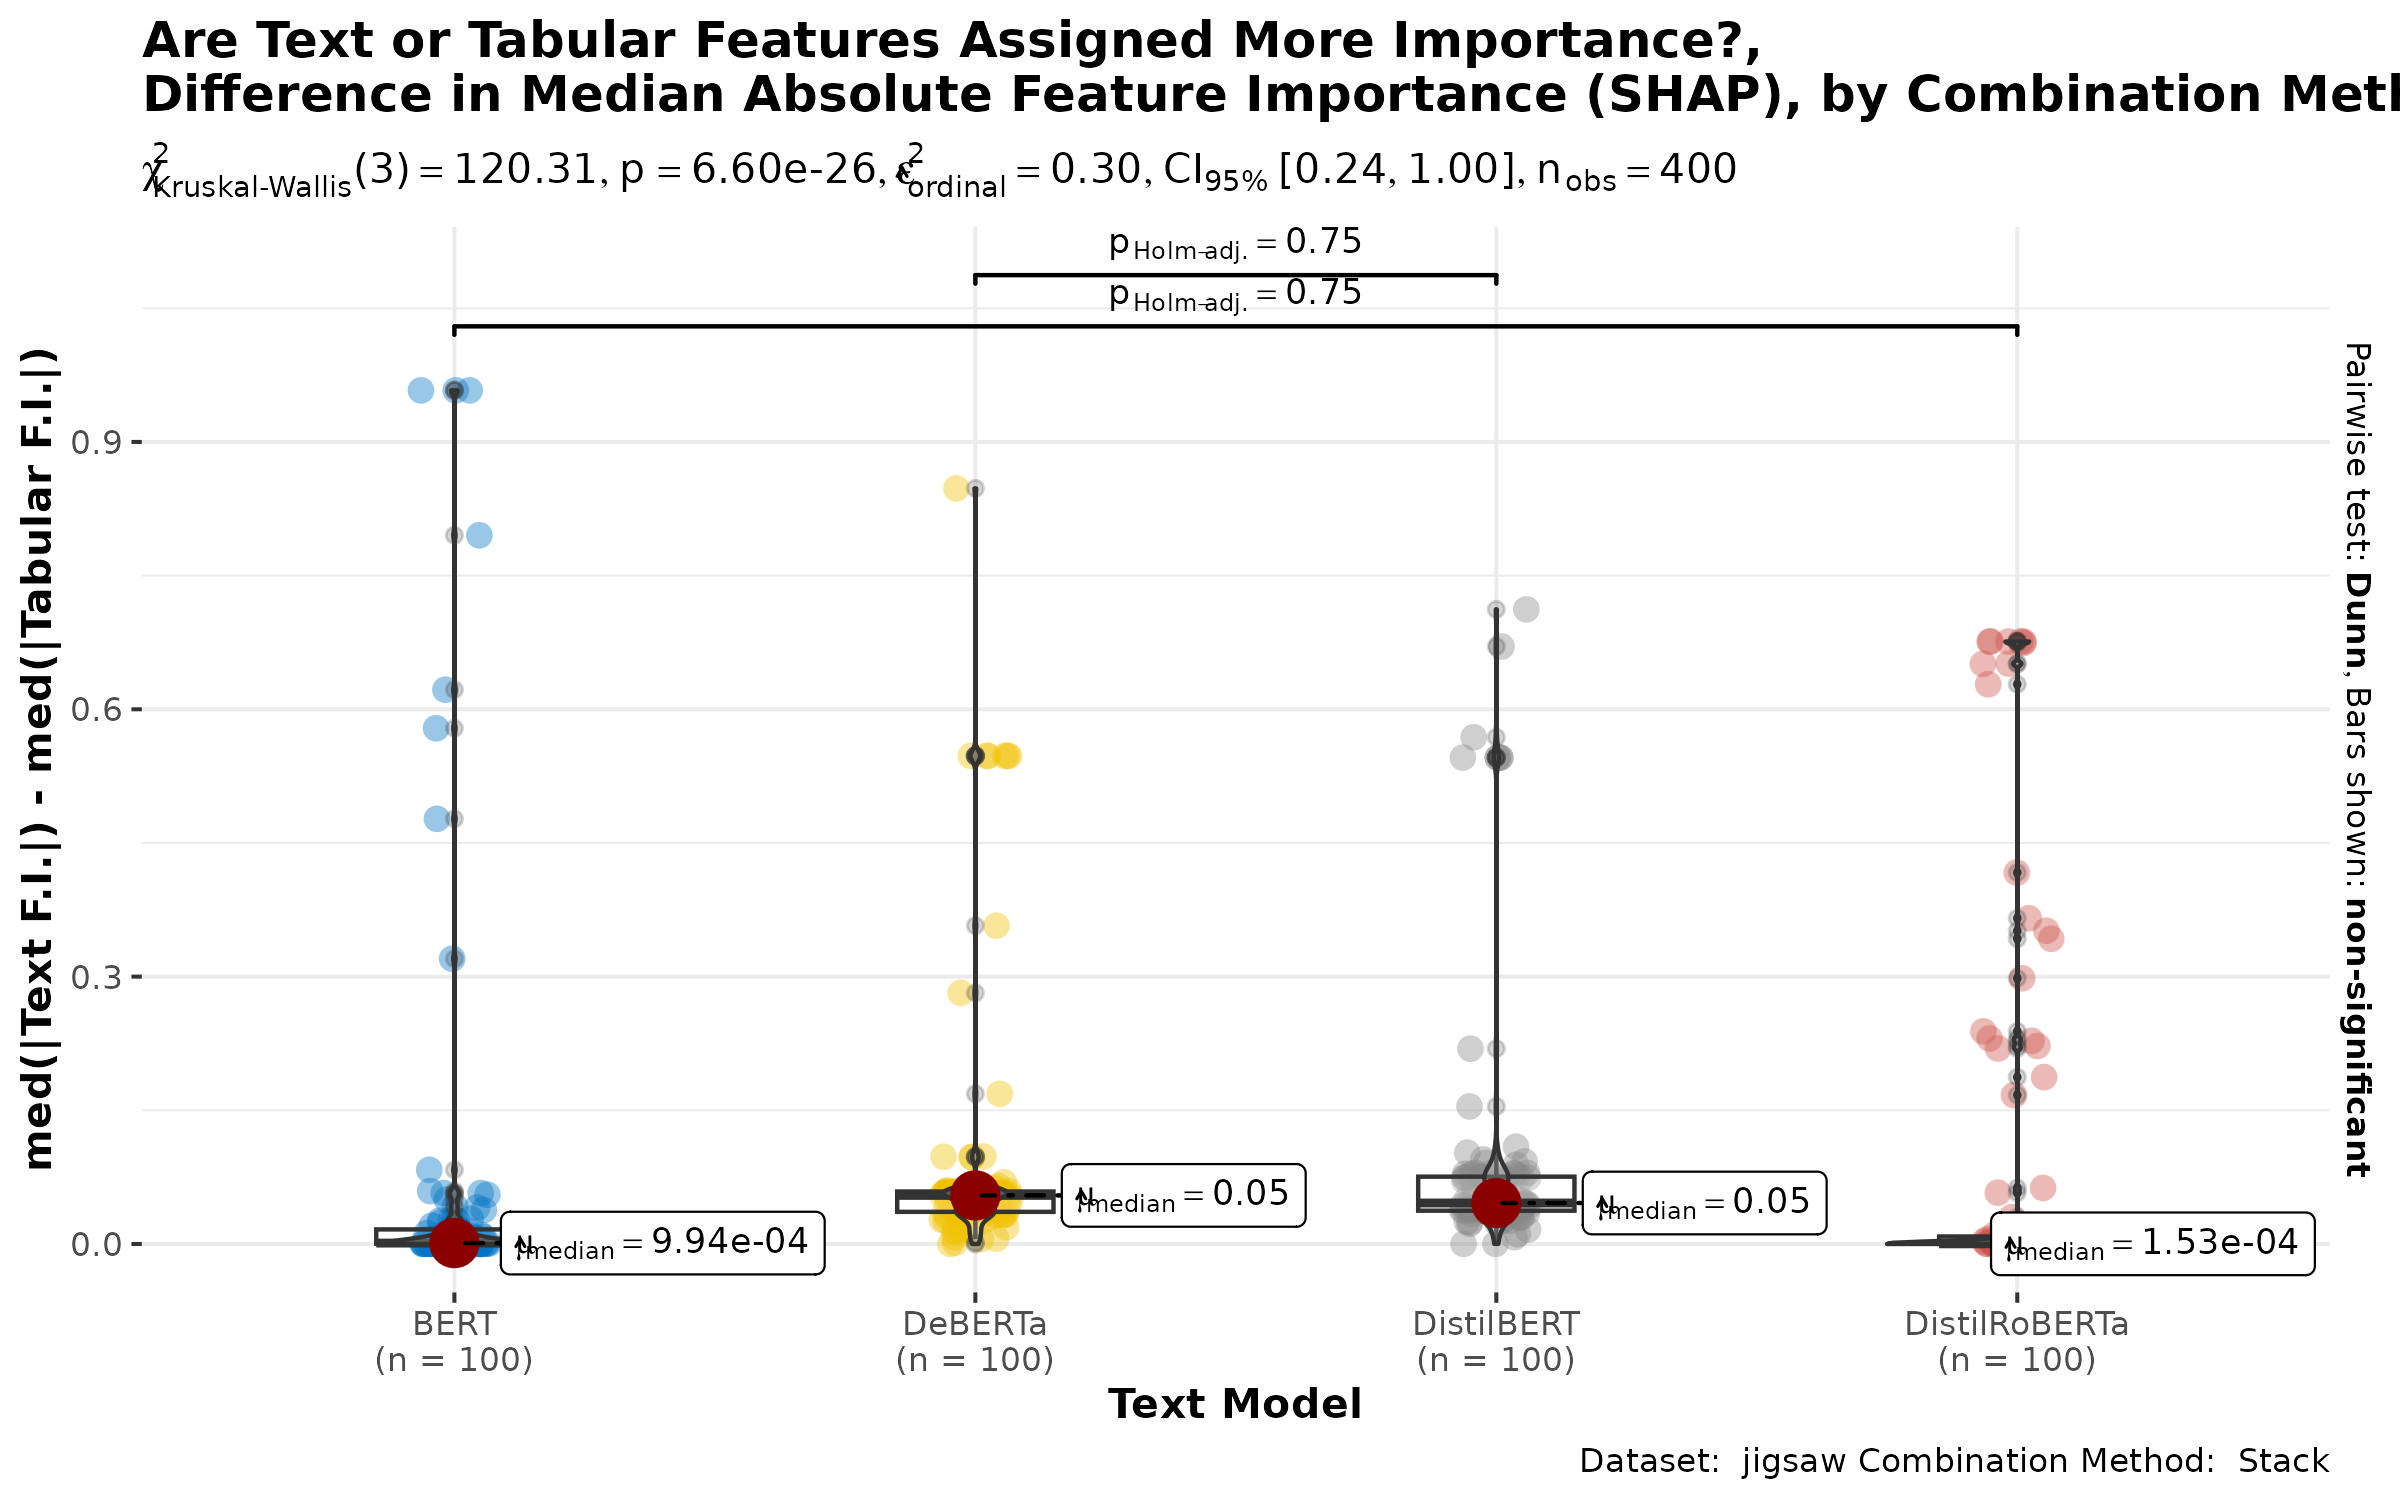 Are Text or Tabular Features Assigned More Importance?,
Difference in Median Absolute Feature Importance (SHAP), by Combination Meth
χ²Kruskal-Wallis(3) = 120.31, p = 6.60e-26, ε̂²ordinal = 0.30, CI95% [0.24, 1.00], nobs = 400
pHolm-adj. = 0.75
pHolm-adj. = 0.75
med(|Text F.I.|) - med(|Tabular F.I.|)
0.9
0.6
0.3
0.0
μ̂median = 9.94e-04
μ̂median = 0.05
μ̂median = 0.05
μ̂median = 1.53e-04
Pairwise test: Dunn, Bars shown: non-significant
BERT
(n = 100)
DeBERTa
(n = 100)
DistilBERT
(n = 100)
DistilRoBERTa
(n = 100)
Text Model
Dataset:  jigsaw Combination Method:  Stack